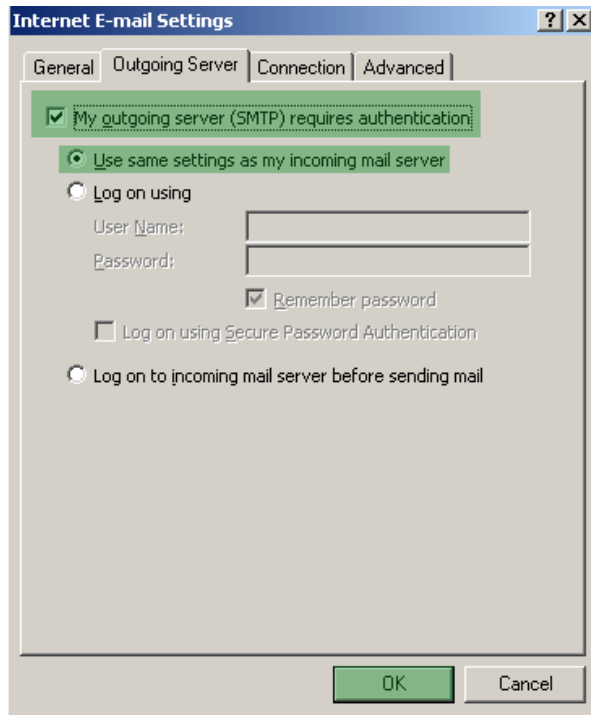 Internet E-mail Settings
General Outgoing Server Connection Advanced
My outgoing server (SMTP) requires authentication
Use same settings as my incoming mail server
Log on using
User Name:
Password:
Remember password
Log on using Secure Password Authentication
Log on to incoming mail server before sending mail
OK Cancel